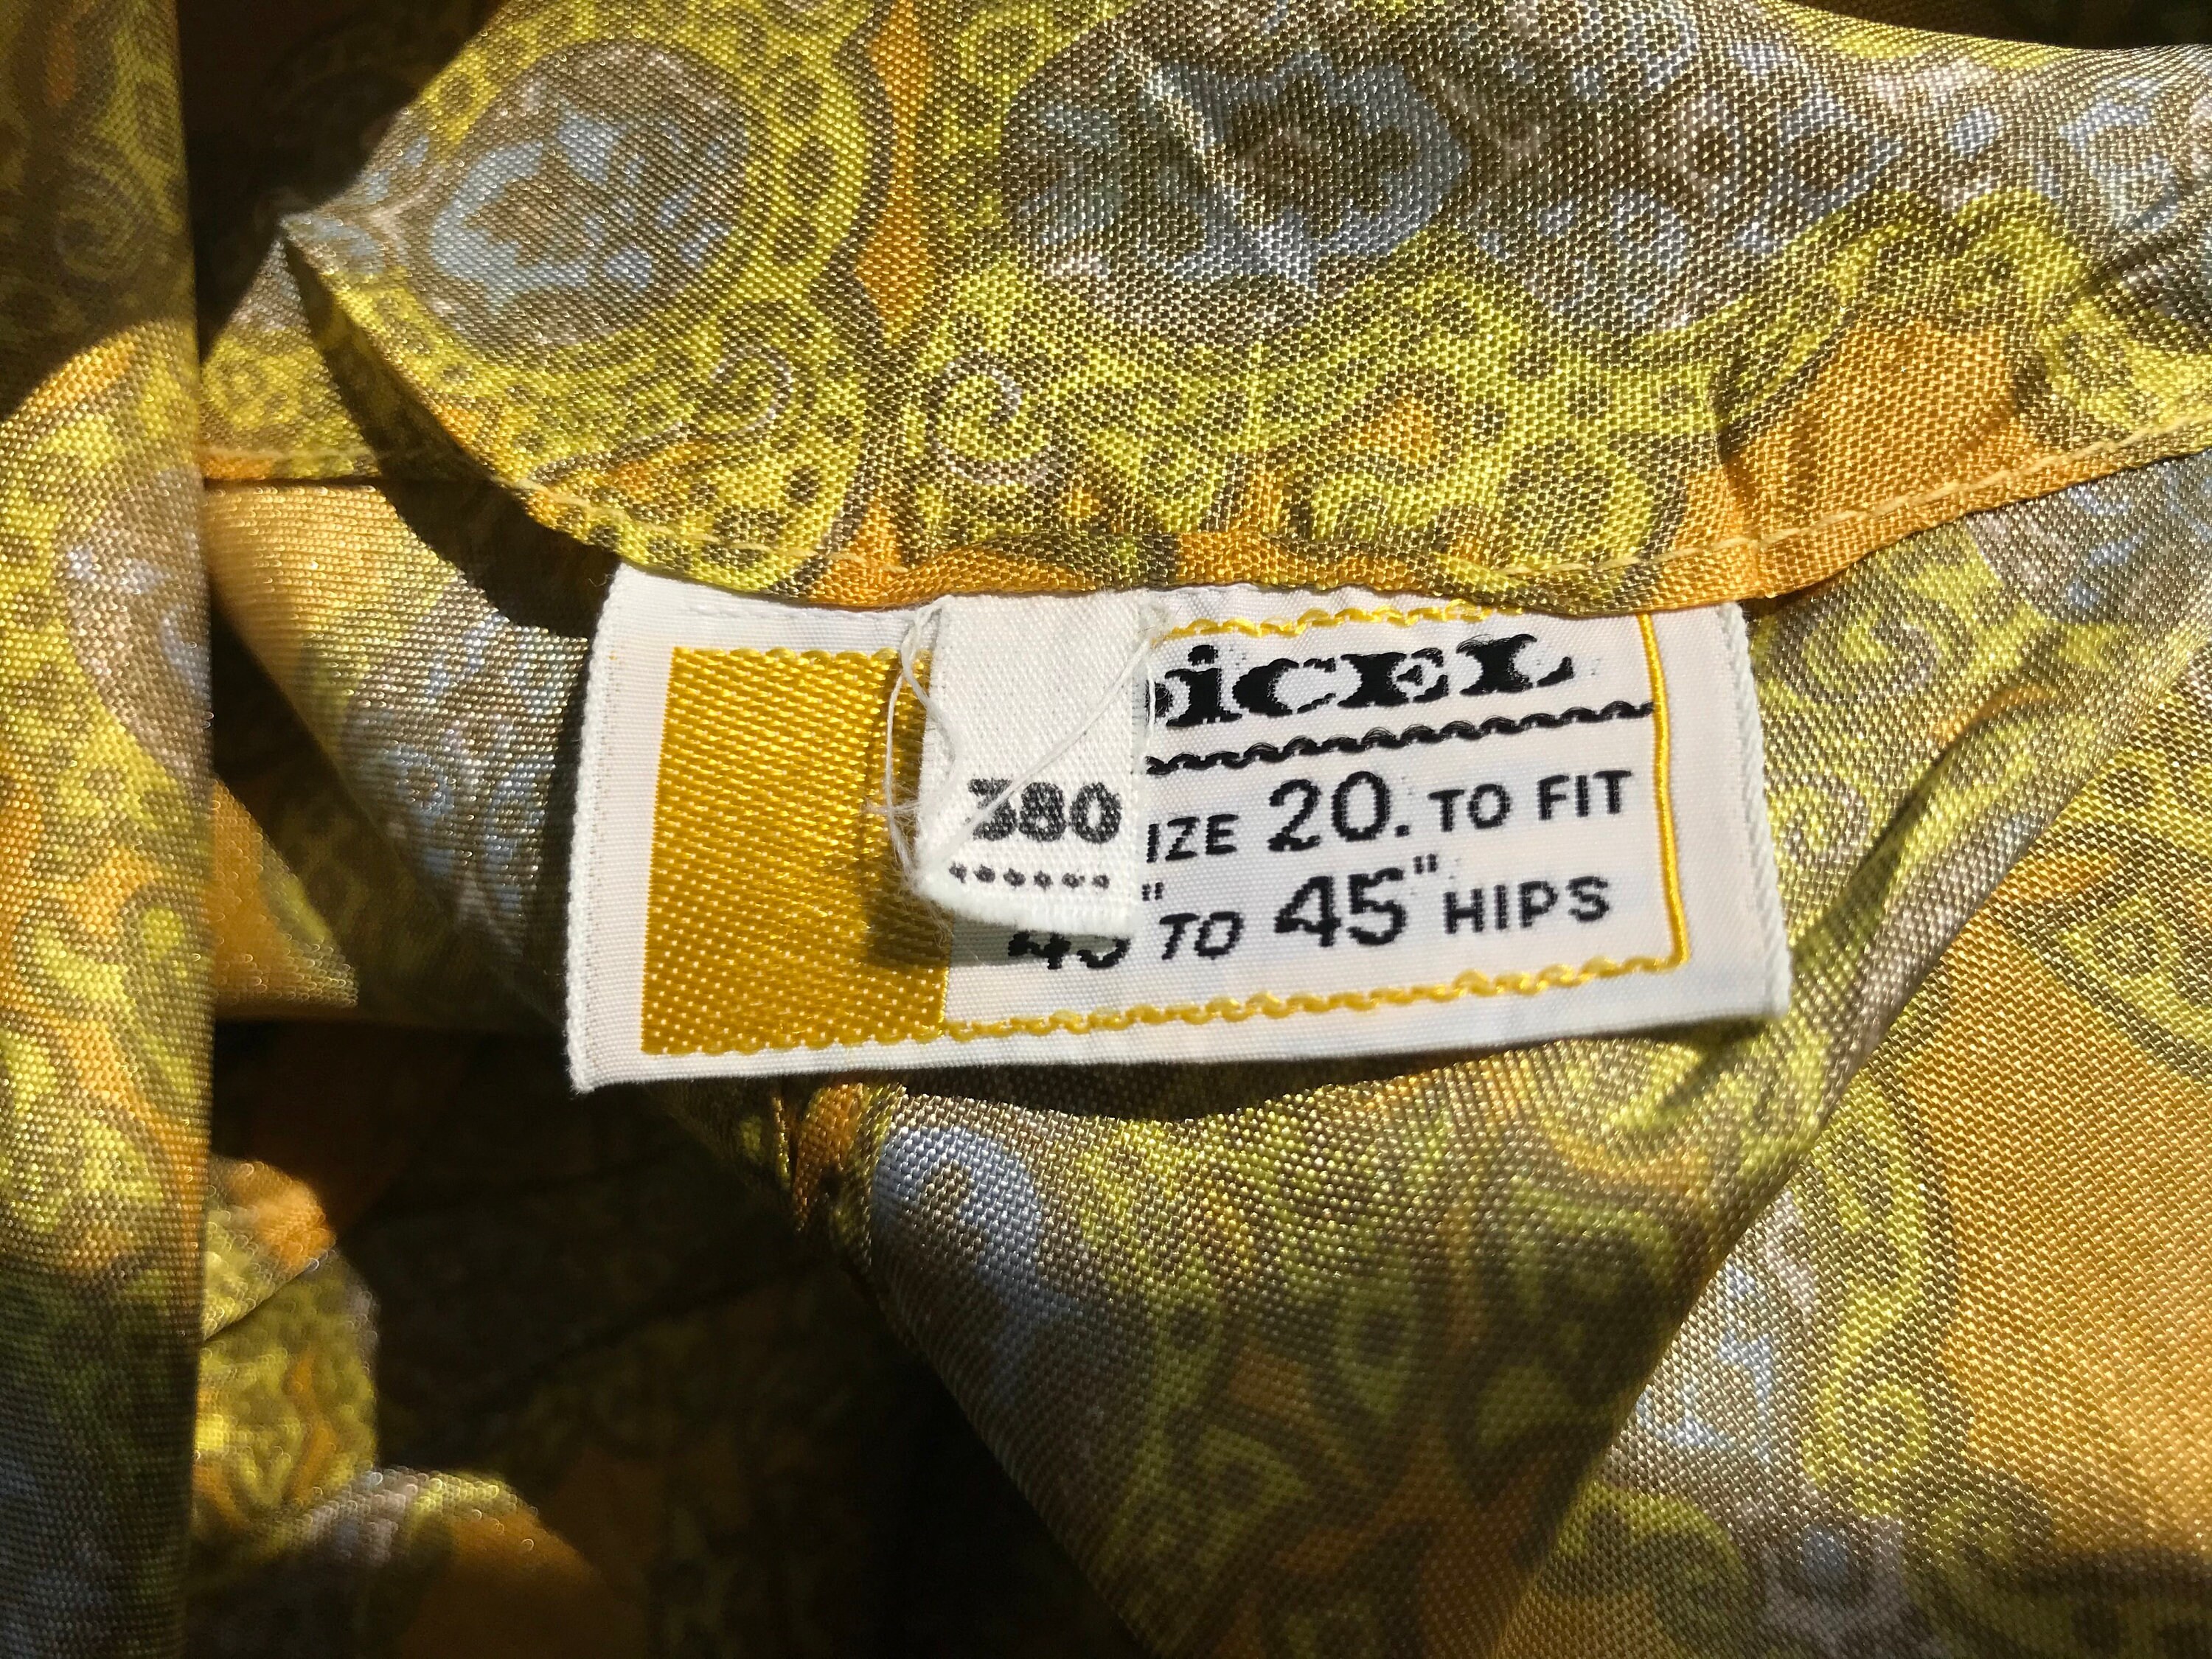 iCEL
380
IZE 20. TO FIT
" TO 45" HIPS